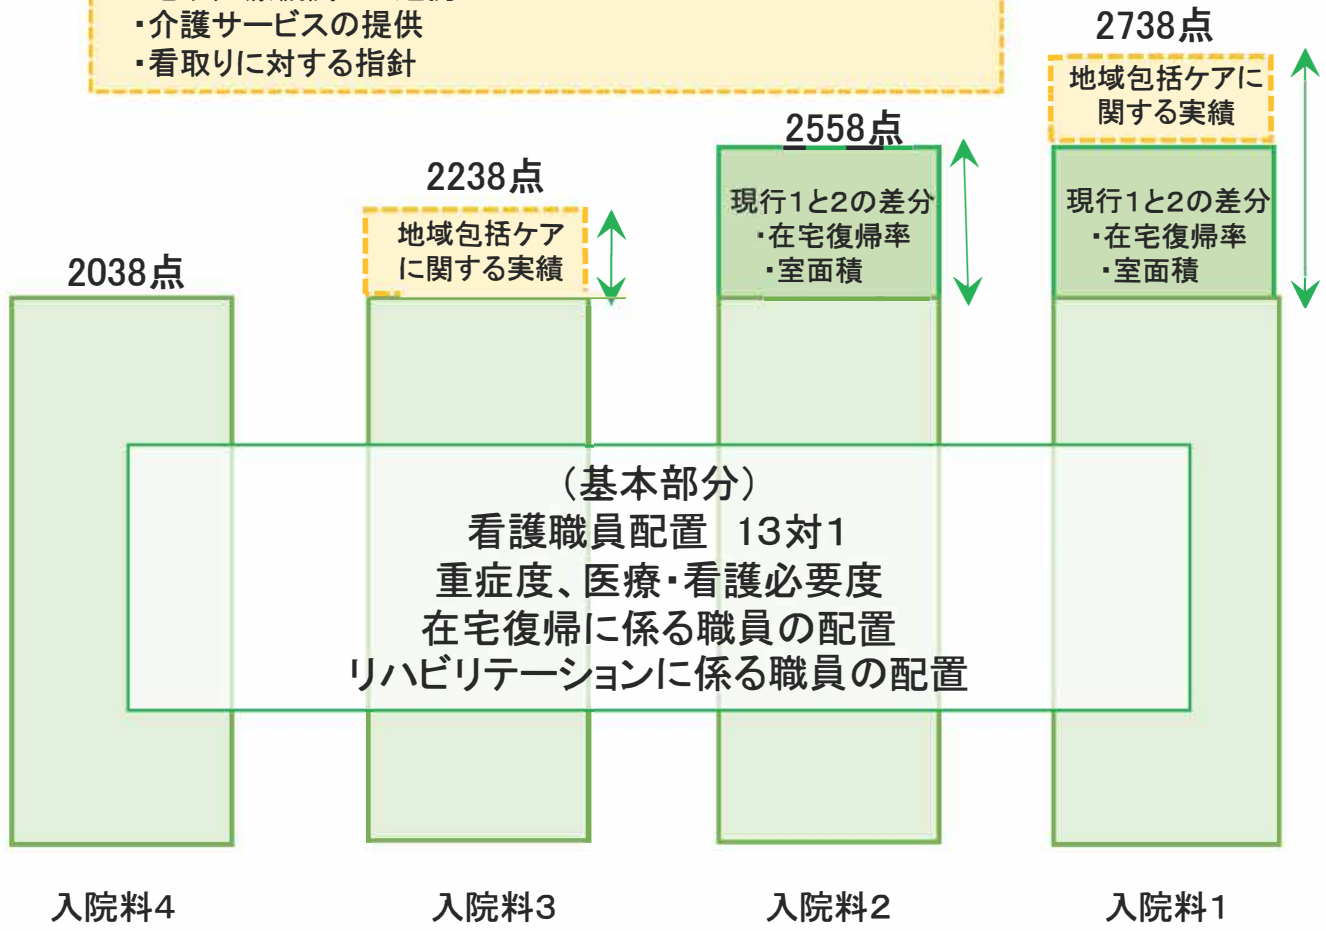 ・介護サービスの提供
・看取りに対する指針
2738点
地域包括ケアに
関する実績
2558点
2238点
現行1と2の差分
・在宅復帰率
・室面積
現行1と2の差分
・在宅復帰率
・室面積
地域包括ケア
に関する実績
2038点
（基本部分）
看護職員配置 13対1
重症度、医療・看護必要度
在宅復帰に係る職員の配置
リハビリテーションに係る職員の配置
入院料4
入院料3
入院料2
入院料1